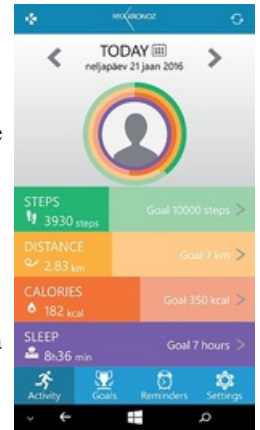 MYKRONOZ
TODAY
neljapäev 21 jaan 2016
STEPS
3930 steps
Goal 10000 steps >
DISTANCE
2.83 km
Goal 7 km >
CALORIES
182 kcal
Goal 350 kcal >
SLEEP
8h36 min
Goal 7 hours >
Activity
Goals
Reminders
Settings